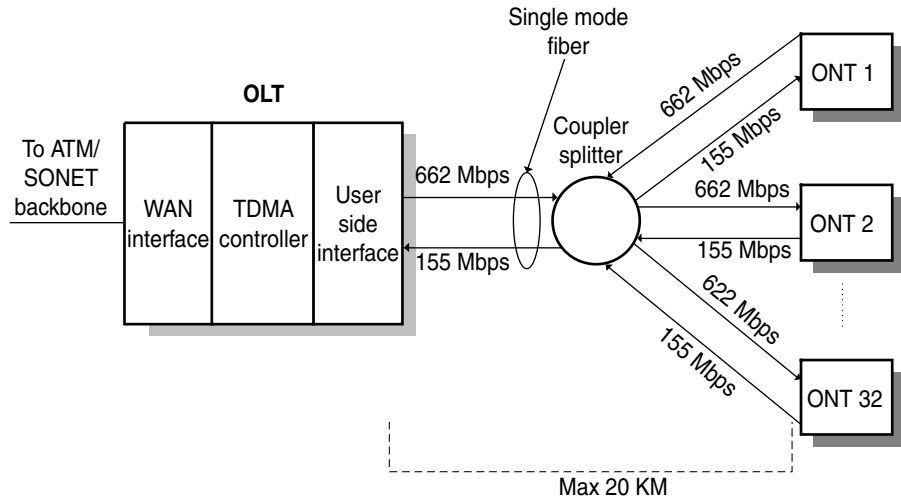 Single mode
fiber
OLT
To ATM/
SONET
backbone
WAN
interface
TDMA
controller
User
side
interface
662 Mbps
155 Mbps
Coupler
splitter
662 Mbps
155 Mbps
ONT 1
662 Mbps
155 Mbps
ONT 2
622 Mbps
155 Mbps
ONT 32
Max 20 KM